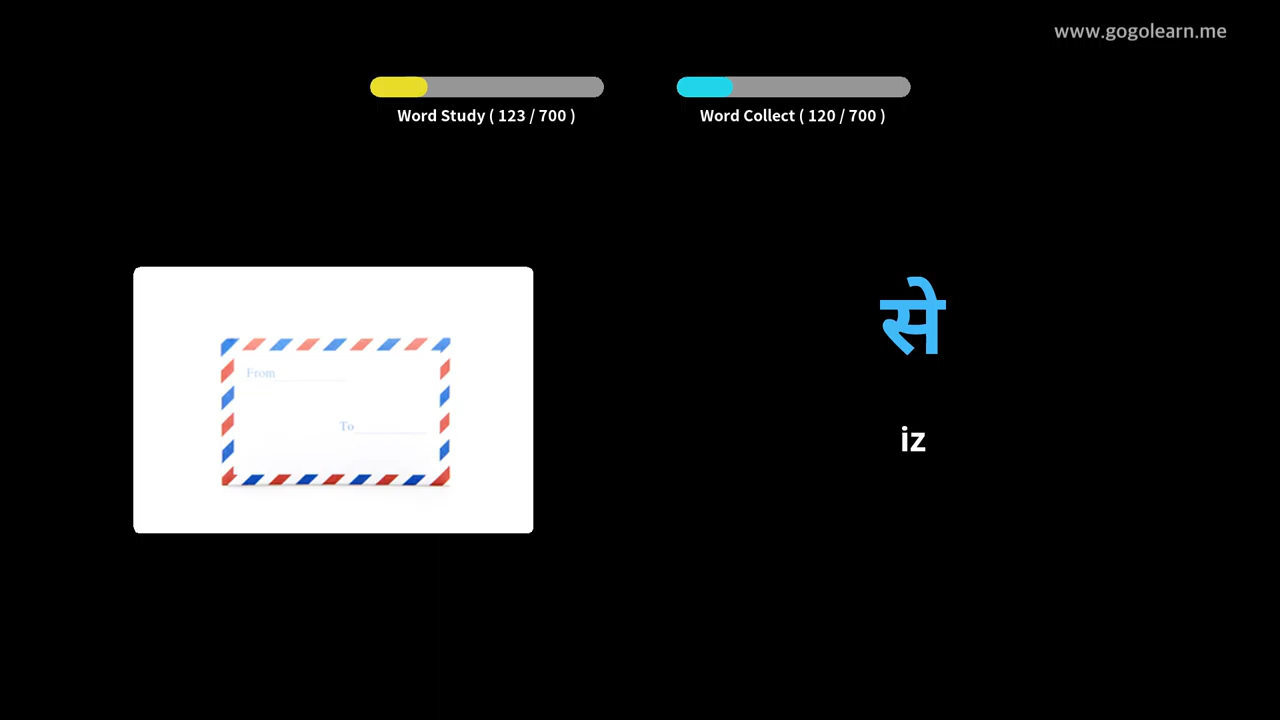 www.gogolearn.me
Word Study ( 123 / 700 )
Word Collect ( 120 / 700 )
From
To
से
iz